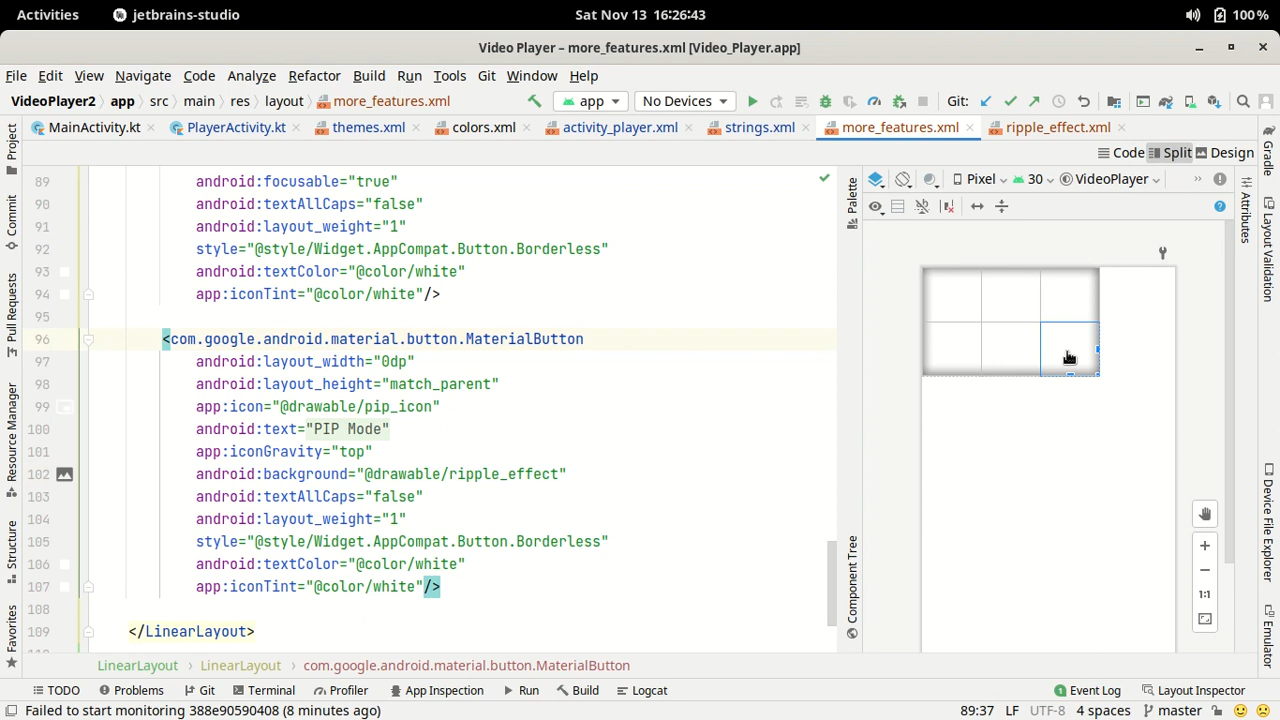 Activities
jetbrains-studio
Sat Nov 13 16:26:43
100%
Video Player – more_features.xml [Video_Player.app]
File Edit View Navigate Code Analyze Refactor Build Run Tools Git Window Help
VideoPlayer2 app src main res layout more_features.xml
app
No Devices
Git:
MainActivity.kt
PlayerActivity.kt
themes.xml
colors.xml
activity_player.xml
strings.xml
more_features.xml
ripple_effect.xml
Code Split Design
Project
Commit
Pull Requests
Resource Manager
Structure
Favorites
89 android:focusable="true"
90 android:textAllCaps="false"
91 android:layout_weight="1"
92 style="@style/Widget.AppCompat.Button.Borderless"
93 android:textColor="@color/white"
94 app:iconTint="@color/white"/>
95
96 <com.google.android.material.button.MaterialButton
97 android:layout_width="0dp"
98 android:layout_height="match_parent"
99 app:icon="@drawable/pip_icon"
100 android:text="PIP Mode"
101 app:iconGravity="top"
102 android:background="@drawable/ripple_effect"
103 android:textAllCaps="false"
104 android:layout_weight="1"
105 style="@style/Widget.AppCompat.Button.Borderless"
106 android:textColor="@color/white"
107 app:iconTint="@color/white"/>
108
109 </LinearLayout>
Palette
Component Tree
Pixel
30
VideoPlayer
1:1
Attributes
Gradle
Layout Validation
Device File Explorer
Emulator
LinearLayout
LinearLayout
com.google.android.material.button.MaterialButton
TODO
Problems
Git
Terminal
Profiler
App Inspection
Run
Build
Logcat
1 Event Log
Layout Inspector
Failed to start monitoring 388e90590408 (8 minutes ago)
89:37 LF UTF-8 4 spaces master